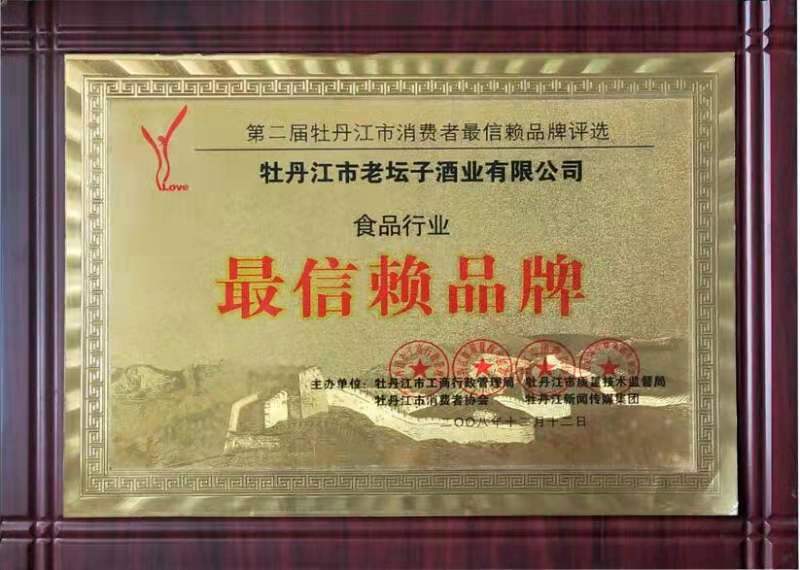 第二届牡丹江市消费者最信赖品牌评选
Love
牡丹江市老坛子酒业有限公司
食品行业
最信赖品牌
主办单位：牡丹江市工商行政管理局 牡丹江市质量技术监督局
牡丹江市消费者协会 牡丹江新闻传媒集团
二〇〇八年十二月十二日